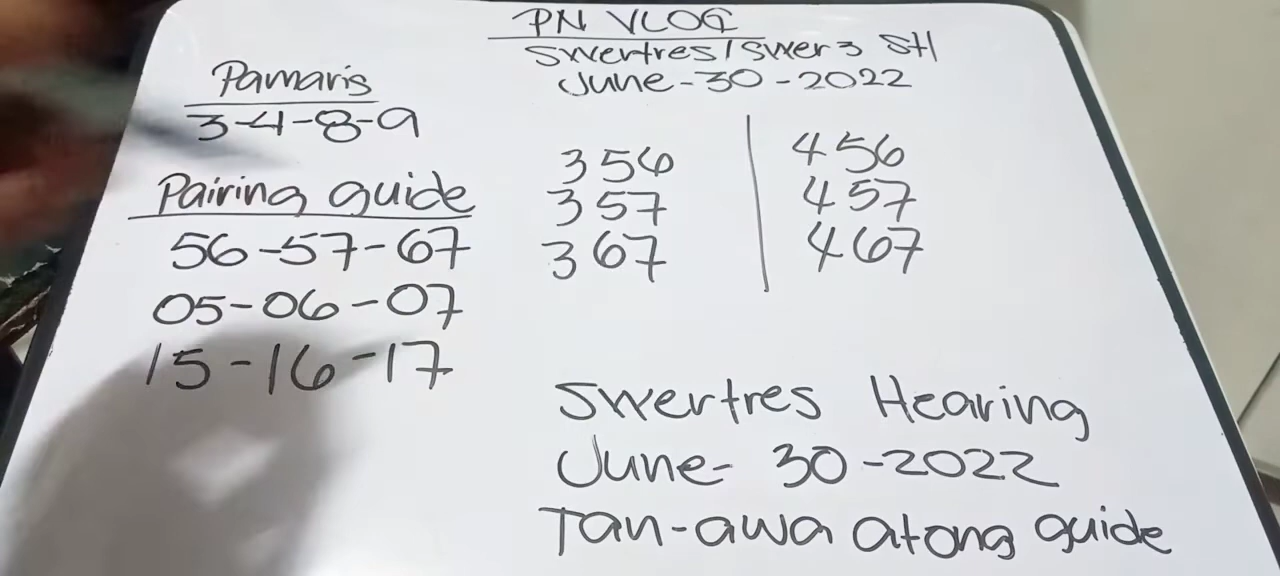 PN VLOG
Swertres/Swer3 Stl
June-30-2022
Pamaris
3-4-8-9
Pairing guide
56-57-67
05-06-07
15-16-17
356
357
367
456
457
467
Swertres Hearing
June- 30-2022
Tan-awa atong guide